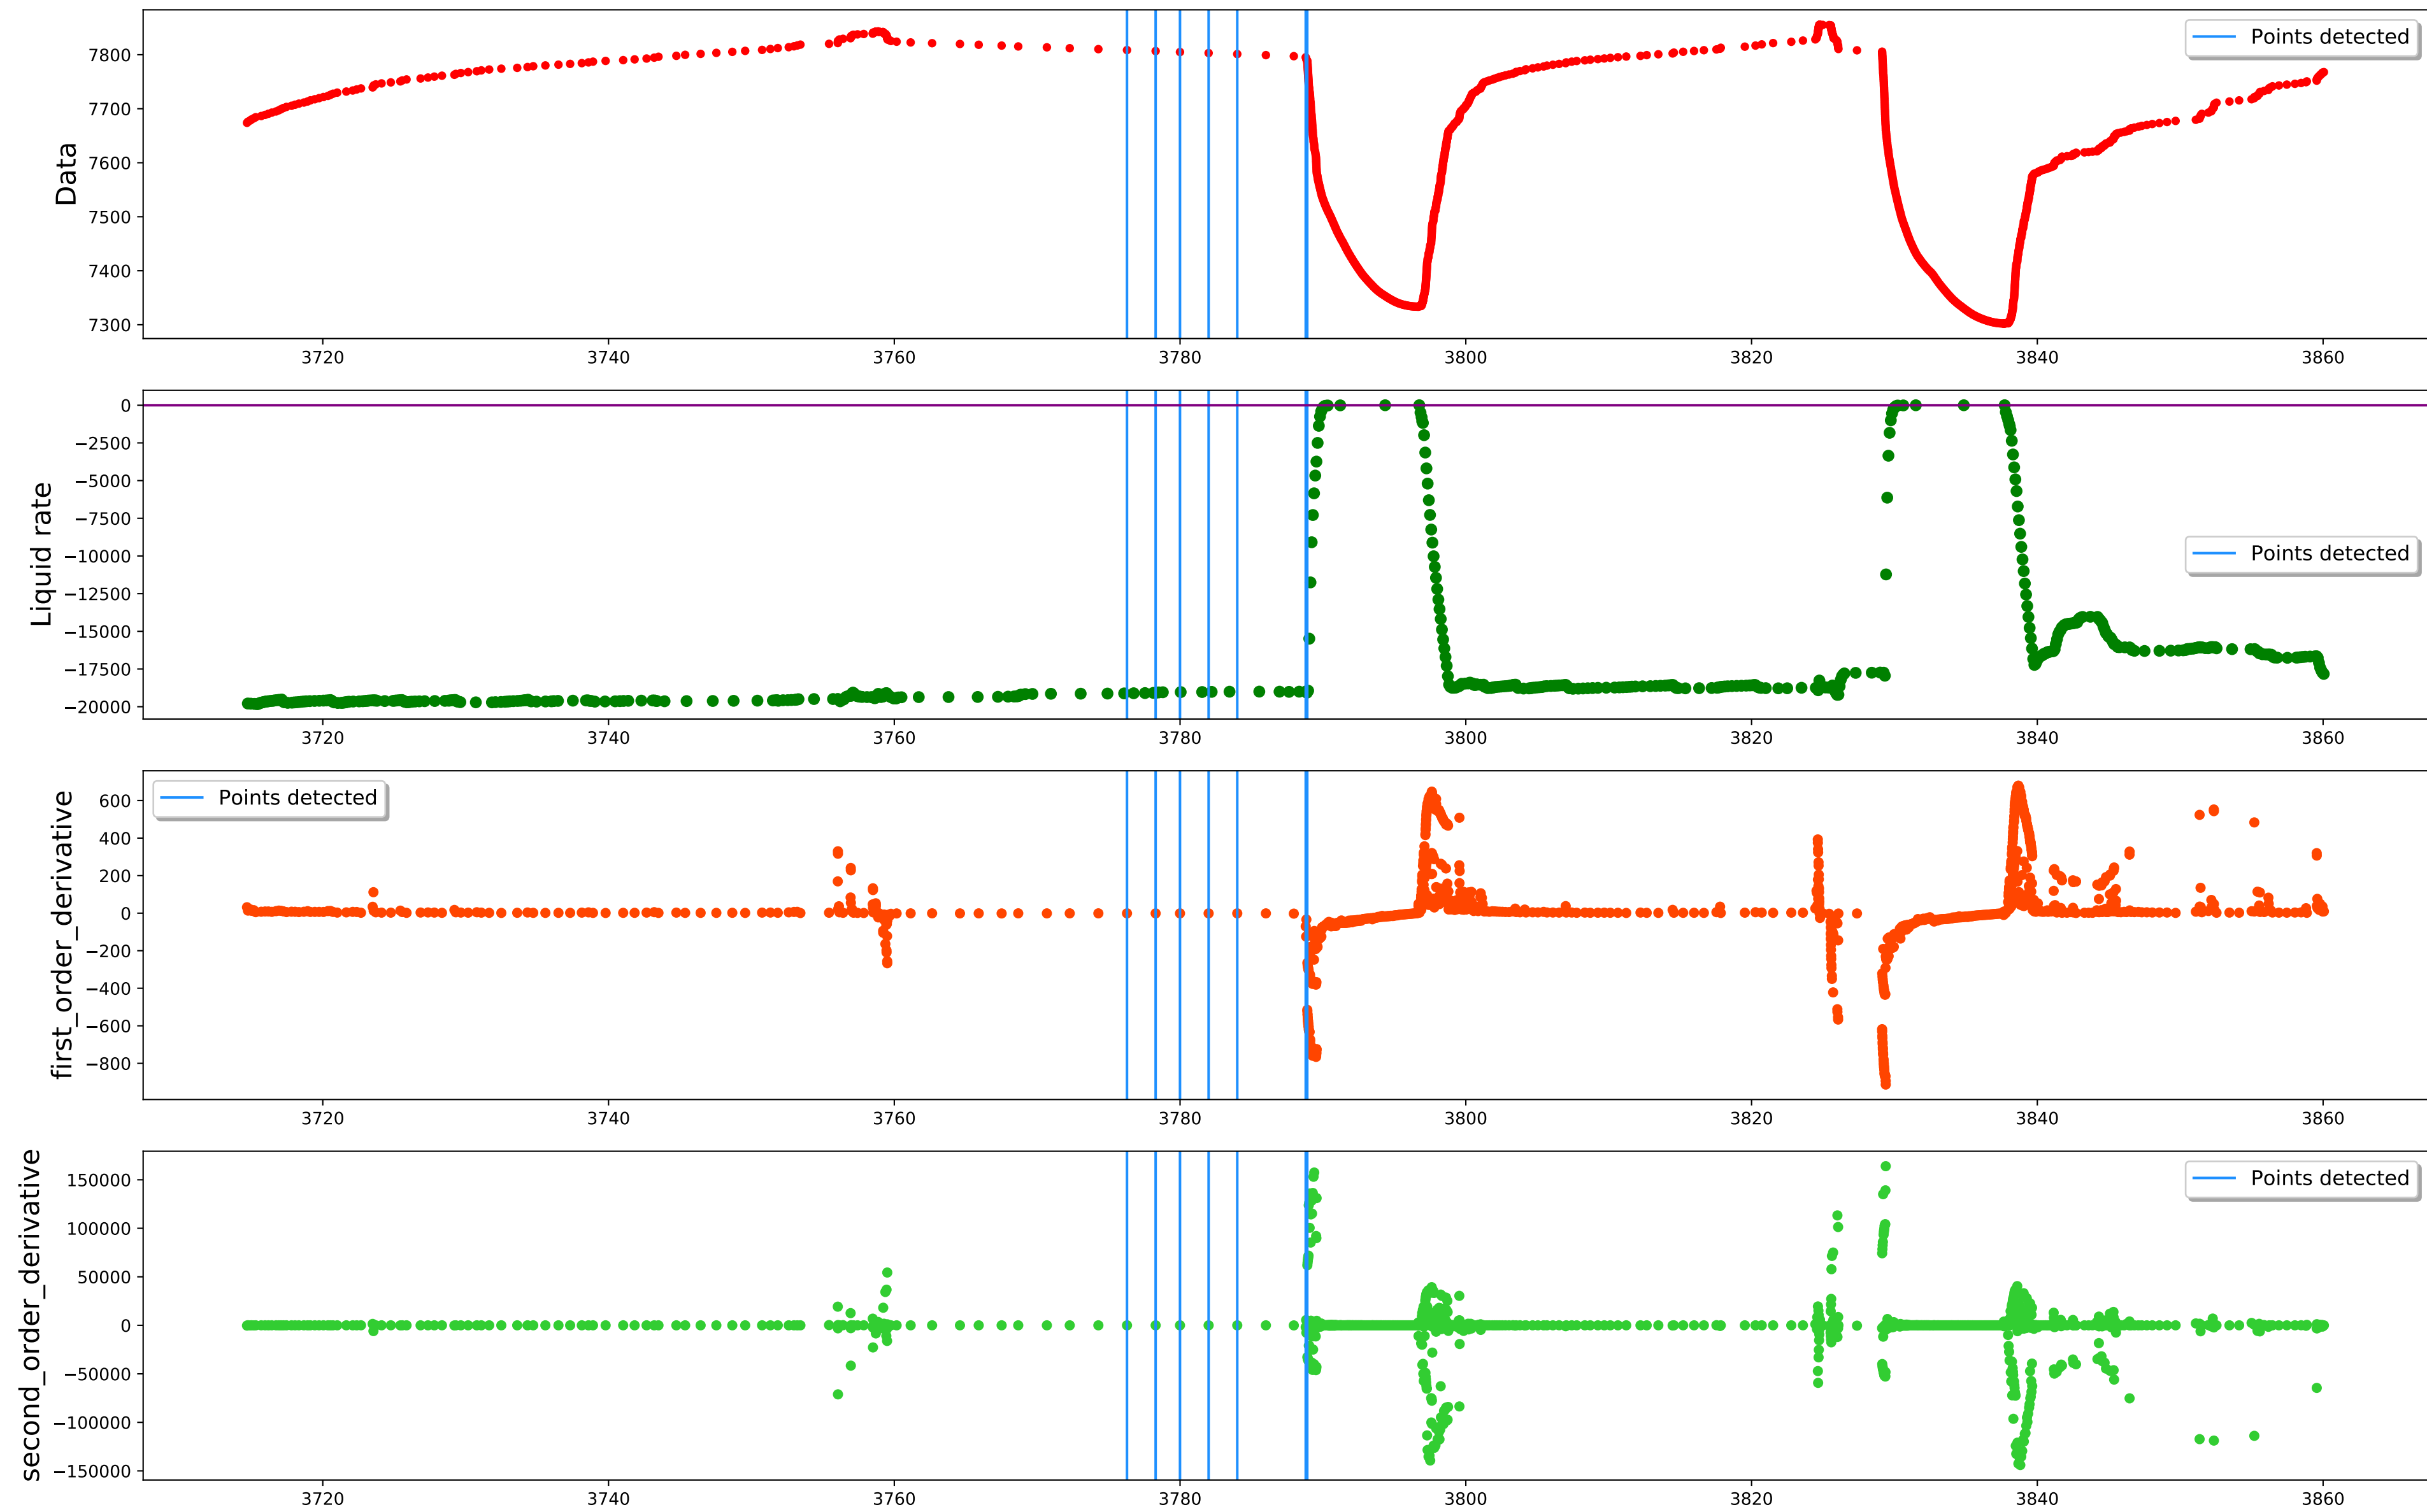 Data
7800
7700
7600
7500
7400
7300
Points detected
3720 3740 3760 3780 3800 3820 3840 3860
Liquid rate
0
−2500
−5000
−7500
−10000
−12500
−15000
−17500
−20000
Points detected
3720 3740 3760 3780 3800 3820 3840 3860
first_order_derivative
600
400
200
0
−200
−400
−600
−800
Points detected
3720 3740 3760 3780 3800 3820 3840 3860
second_order_derivative
150000
100000
50000
0
−50000
−100000
−150000
Points detected
3720 3740 3760 3780 3800 3820 3840 3860